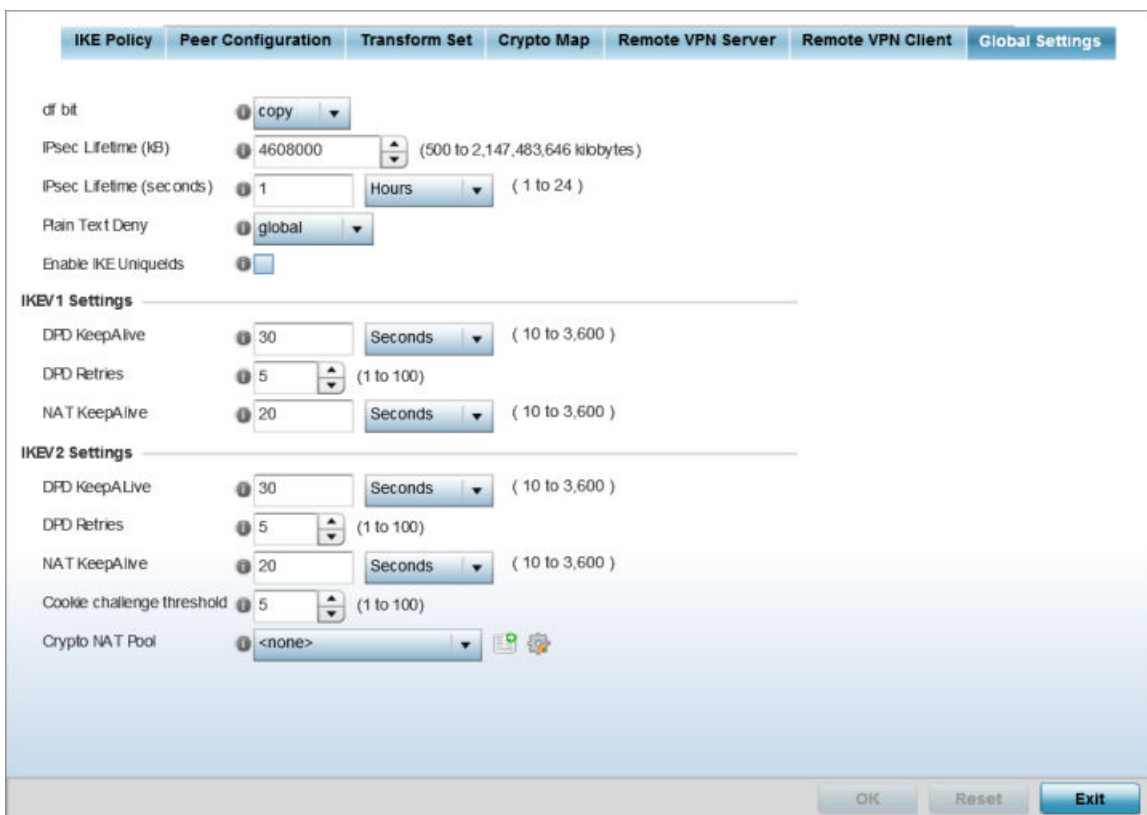 IKE Policy Peer Configuration Transform Set Crypto Map Remote VPN Server Remote VPN Client Global Settings
df bit copy
IPsec Lifetime (kB) 4608000 (500 to 2,147,483,646 kilobytes)
IPsec Lifetime (seconds) 1 Hours ( 1 to 24 )
Plain Text Deny global
Enable IKE UniqueIds
IKEV1 Settings
DPD KeepAlive 30 Seconds ( 10 to 3,600 )
DPD Retries 5 (1 to 100)
NAT KeepAlive 20 Seconds ( 10 to 3,600 )
IKEV2 Settings
DPD KeepALive 30 Seconds ( 10 to 3,600 )
DPD Retries 5 (1 to 100)
NAT KeepAlive 20 Seconds ( 10 to 3,600 )
Cookie challenge threshold 5 (1 to 100)
Crypto NAT Pool <none>
OK Reset Exit